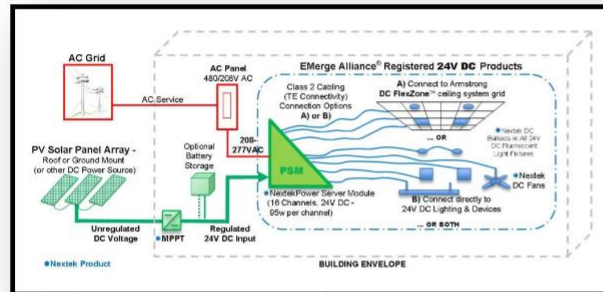 AC Grid
AC Service
AC Panel
480/208V AC
208-
277VAC
EMerge Alliance® Registered 24V DC Products
Class 2 Cabling
(TE Connectivity)
Connection Options
A) or B)
A) Connect to Armstrong
DC FlexZone™ ceiling system grid
... OR
Nextek DC
Ballasts in All 24V
DC Fluorescent
Light Fixtures
Nextek
DC Fans
B) Connect directly to
24V DC Lighting & Devices
... OR BOTH
PSM
NextekPower Server Module
(16 Channels, 24V DC -
95w per channel)
PV Solar Panel Array -
Roof or Ground Mount
(or other DC Power Source)
Optional
Battery
Storage
Unregulated
DC Voltage
MPPT
Regulated
24V DC Input
Nextek Product
BUILDING ENVELOPE